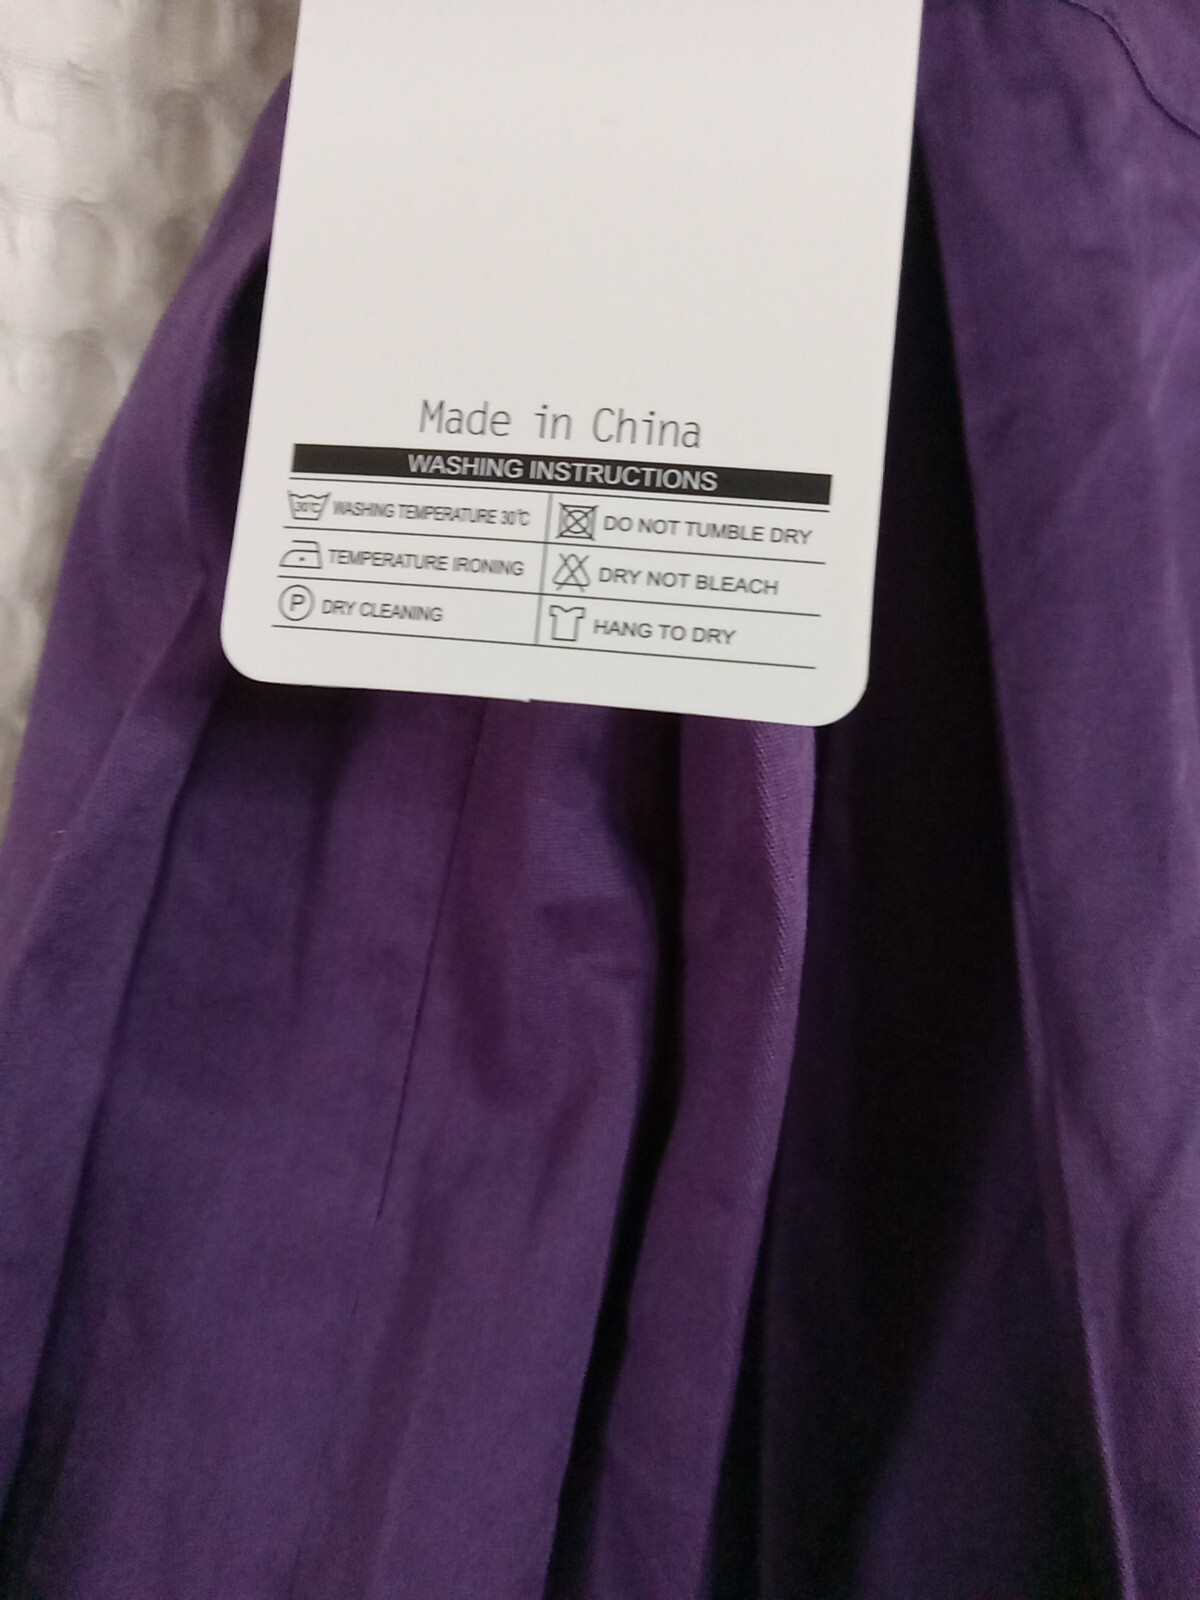 Made in China
WASHING INSTRUCTIONS
30℃ WASHING TEMPERATURE 30℃
DO NOT TUMBLE DRY
TEMPERATURE IRONING
DRY NOT BLEACH
P DRY CLEANING
HANG TO DRY